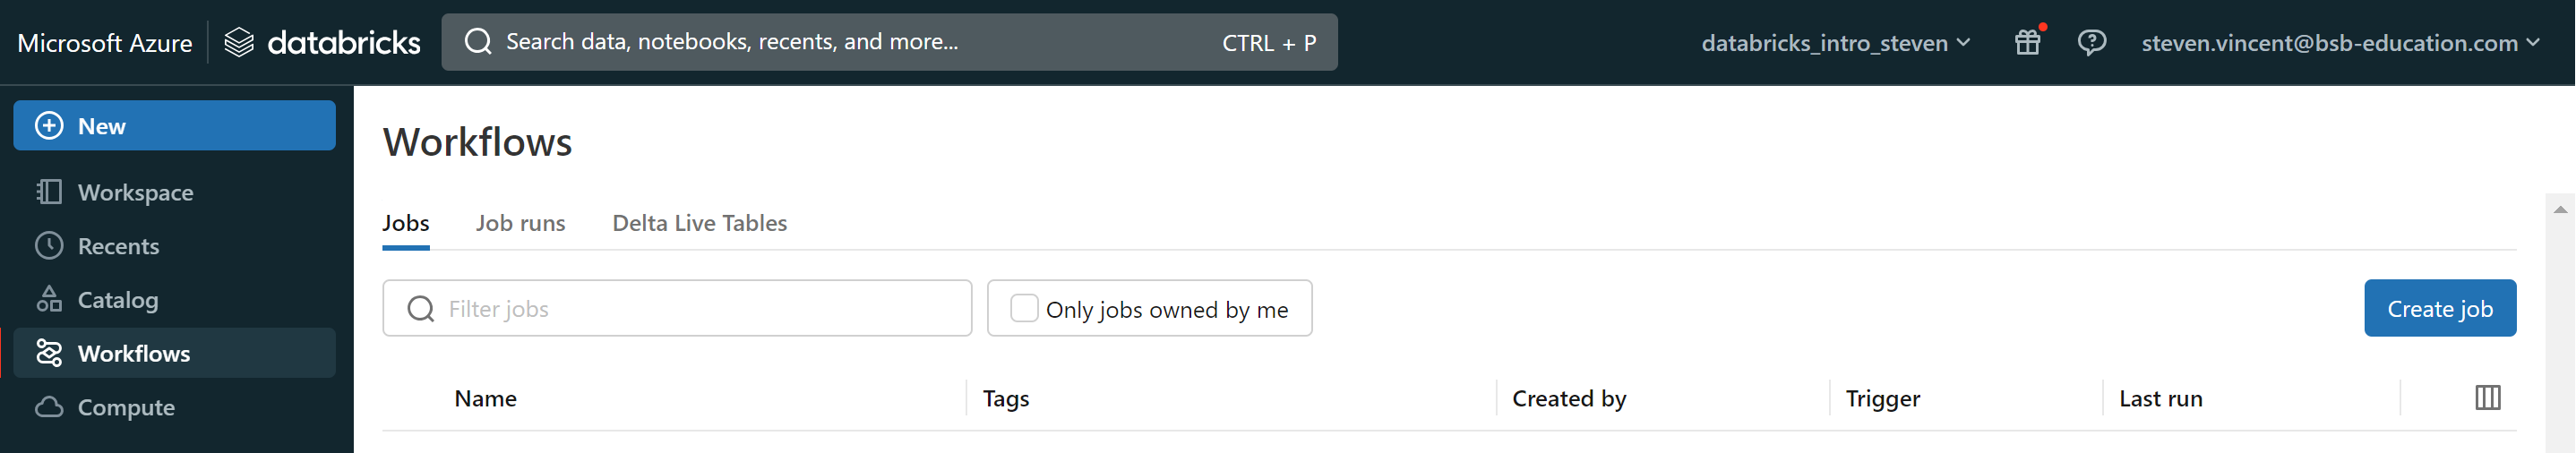 Microsoft Azure databricks Search data, notebooks, recents, and more... CTRL + P databricks_intro_steven steven.vincent@bsb-education.com
New
Workspace
Recents
Catalog
Workflows
Compute
Workflows
Jobs Job runs Delta Live Tables
Filter jobs Only jobs owned by me Create job
Name Tags Created by Trigger Last run